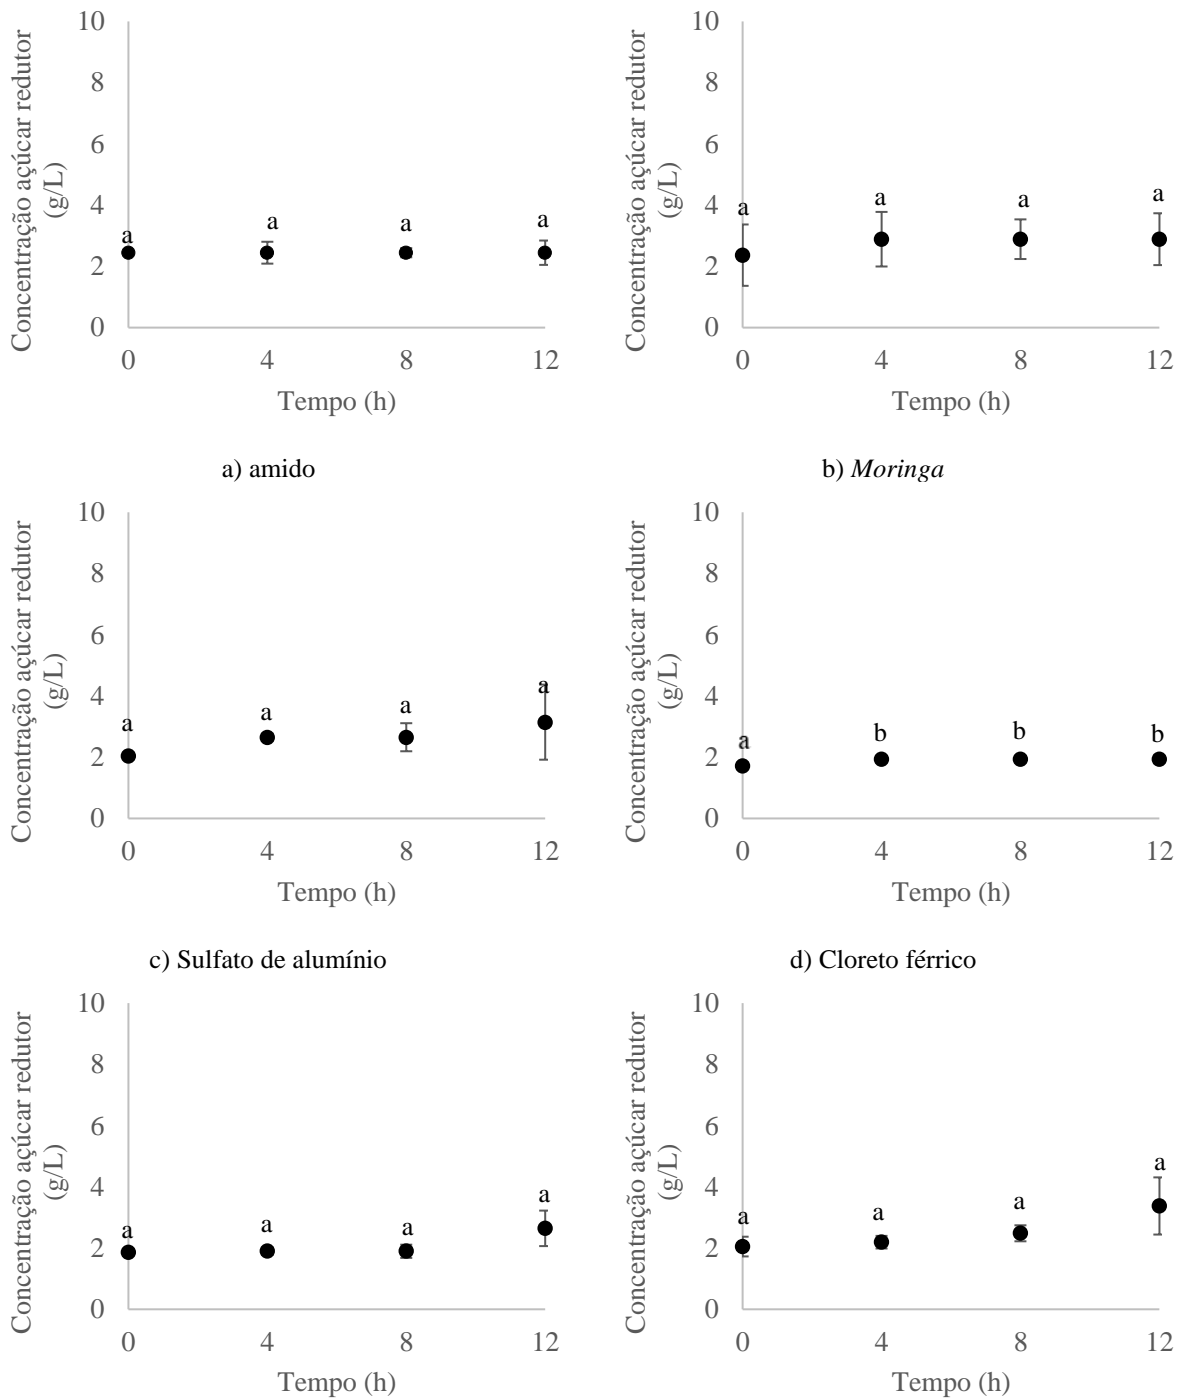 10
8
6
4
2
0
Concentração açúcar redutor
(g/L)
a
a
a
a
0
4
8
12
Tempo (h)
a) amido
10
8
6
4
2
0
Concentração açúcar redutor
(g/L)
a
a
a
a
0
4
8
12
Tempo (h)
b) Moringa
10
8
6
4
2
0
Concentração açúcar redutor
(g/L)
a
a
a
a
0
4
8
12
Tempo (h)
c) Sulfato de alumínio
10
8
6
4
2
0
Concentração açúcar redutor
(g/L)
a
b
b
b
0
4
8
12
Tempo (h)
d) Cloreto férrico
10
8
6
4
2
0
Concentração açúcar redutor
(g/L)
a
a
a
a
0
4
8
12
Tempo (h)
10
8
6
4
2
0
Concentração açúcar redutor
(g/L)
a
a
a
a
0
4
8
12
Tempo (h)